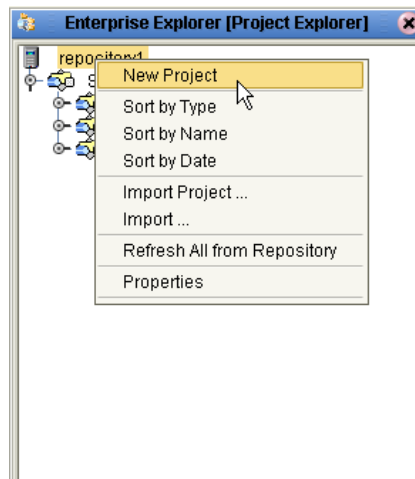 Enterprise Explorer [Project Explorer]
repository1
New Project
Sort by Type
Sort by Name
Sort by Date
Import Project ...
Import ...
Refresh All from Repository
Properties